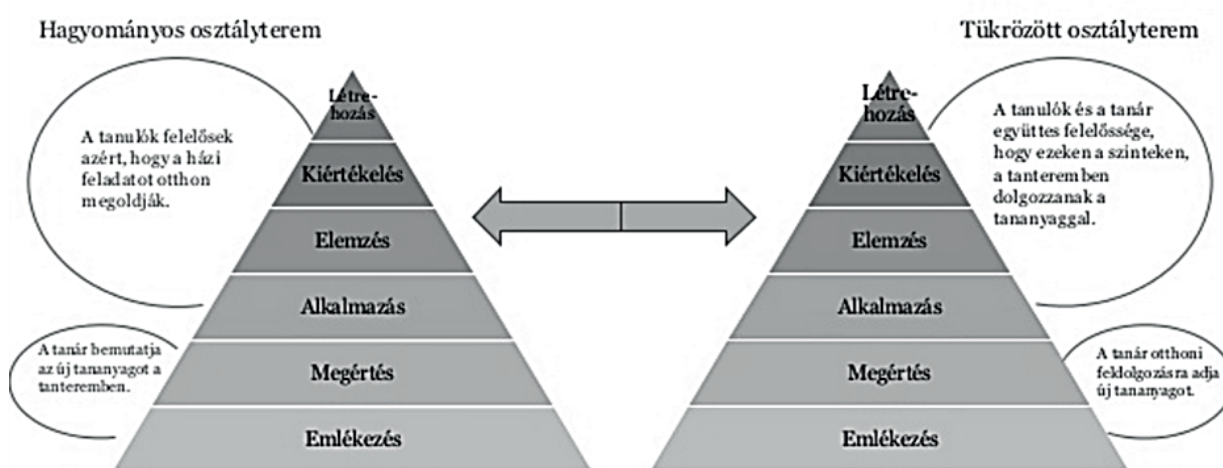 Hagyományos osztályterem
A tanulók felelősek
azért, hogy a házi
feladatot otthon
megoldják.
A tanár bemutatja
az új tananyagot a
tanteremben.
Létre-
hozás
Kiértékelés
Elemzés
Alkalmazás
Megértés
Emlékezés
Tükrözött osztályterem
Létre-
hozás
Kiértékelés
Elemzés
Alkalmazás
Megértés
Emlékezés
A tanulók és a tanár
együttes felelőssége,
hogy ezeken a szinteken,
a tanteremben
dolgozzanak a
tananyaggal.
A tanár otthoni
feldolgozásra adja
új tananyagot.